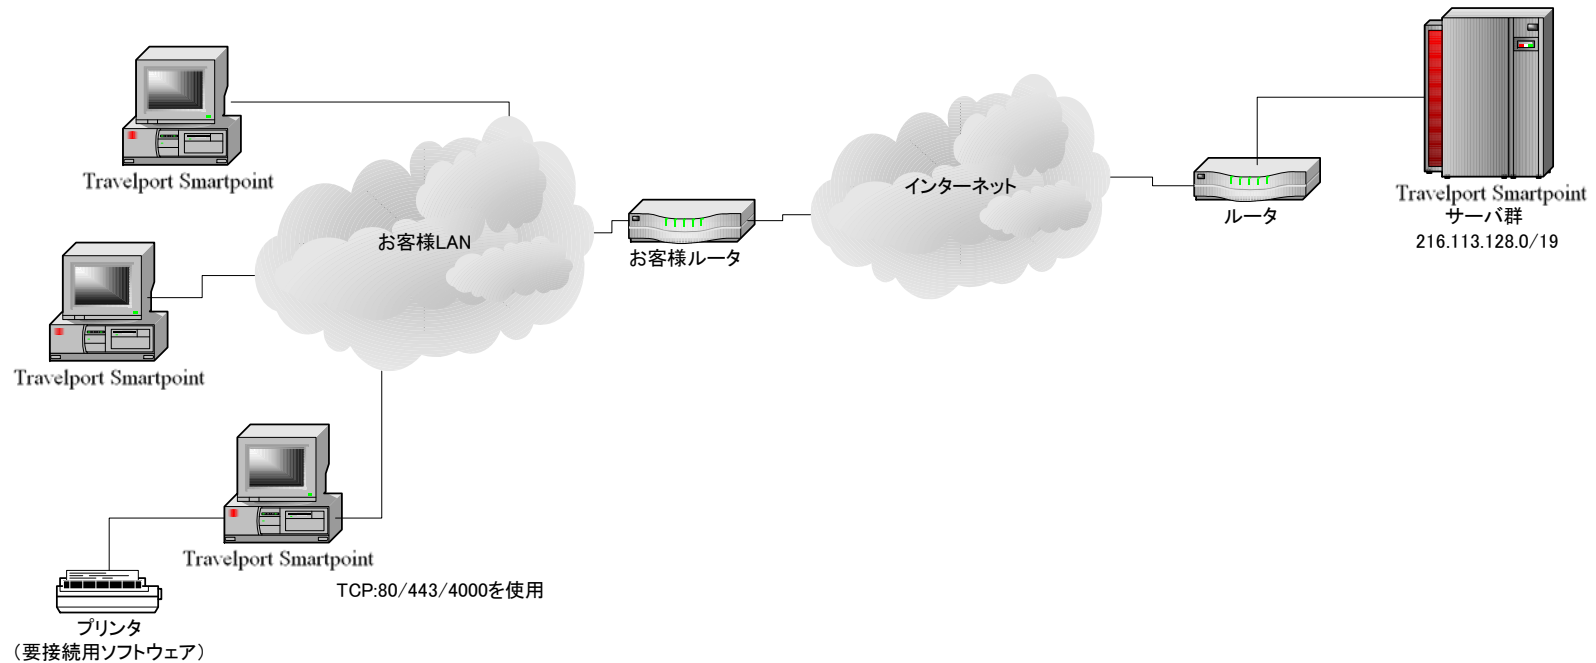 Travelport Smartpoint
お客様LAN
Travelport Smartpoint
Travelport Smartpoint
TCP:80/443/4000を使用
プリンタ
（要接続用ソフトウェア）
お客様ルータ
インターネット
ルータ
Travelport Smartpoint
サーバ群
216.113.128.0/19